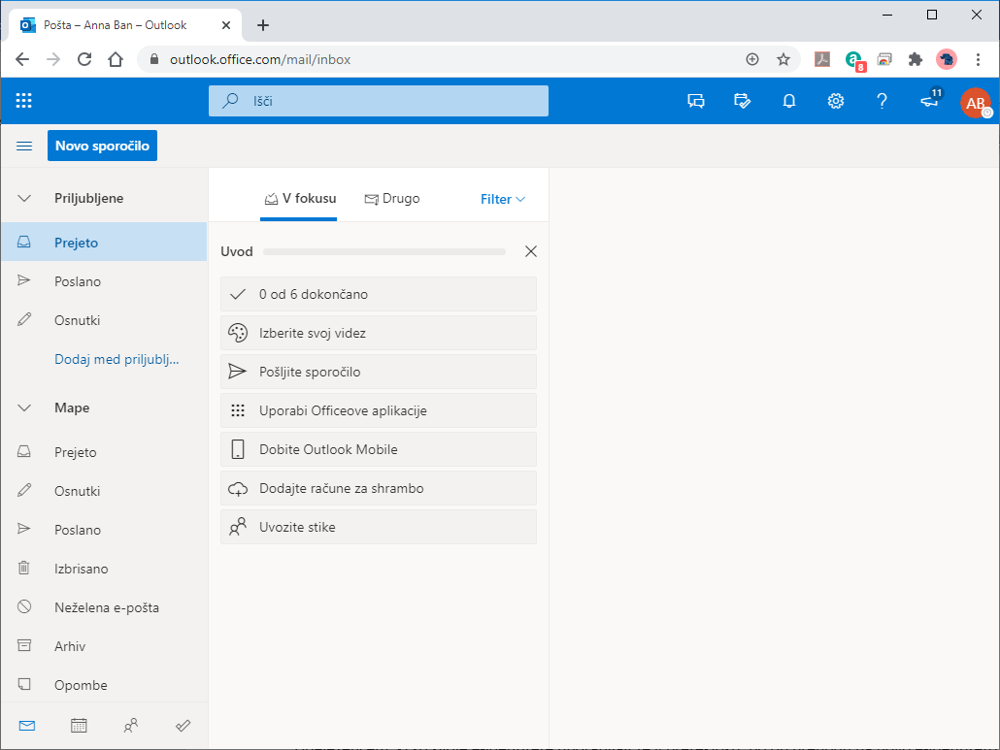 Pošta – Anna Ban – Outlook
outlook.office.com/mail/inbox
8
Išči
11
AB
Novo sporočilo
Priljubljene
Prejeto
Poslano
Osnutki
Dodaj med priljublj...
Mape
Prejeto
Osnutki
Poslano
Izbrisano
Neželena e-pošta
Arhiv
Opombe
V fokusu
Drugo
Filter
Uvod
0 od 6 dokončano
Izberite svoj videz
Pošljite sporočilo
Uporabi Officeove aplikacije
Dobite Outlook Mobile
Dodajte račune za shrambo
Uvozite stike